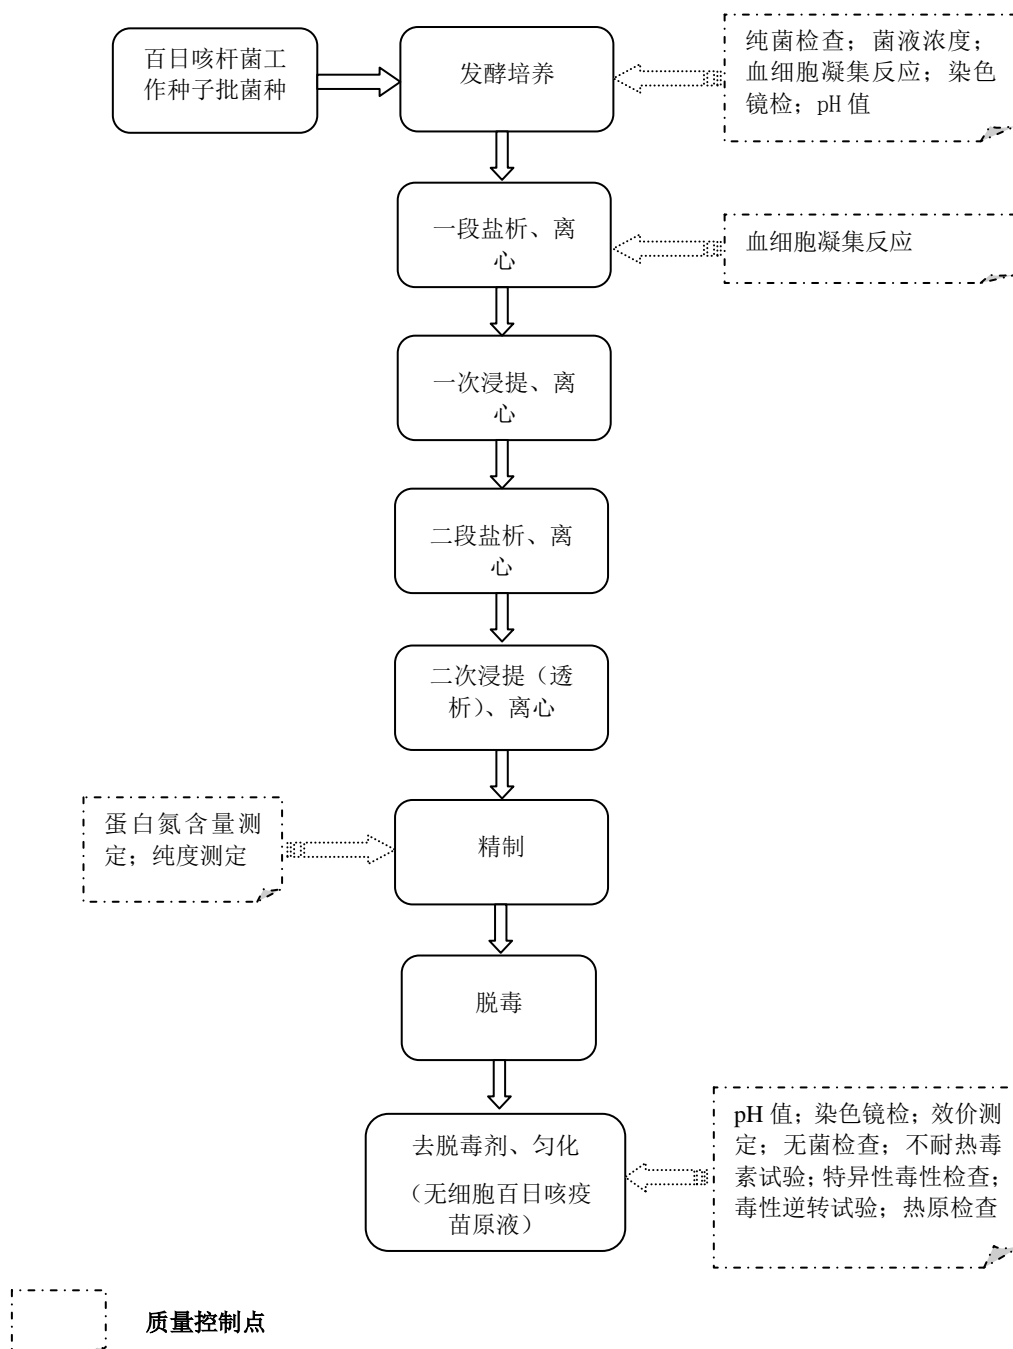 百日咳杆菌工
作种子批菌种
发酵培养
纯菌检查；菌液浓度；
血细胞凝集反应；染色
镜检；pH 值
一段盐析、离
心
血细胞凝集反应
一次浸提、离
心
二段盐析、离
心
二次浸提（透
析）、离心
蛋白氮含量测
定；纯度测定
精制
脱毒
去脱毒剂、匀化
（无细胞百日咳疫
苗原液）
pH 值；染色镜检；效价测
定；无菌检查；不耐热毒
素试验；特异性毒性检查；
毒性逆转试验；热原检查
质量控制点